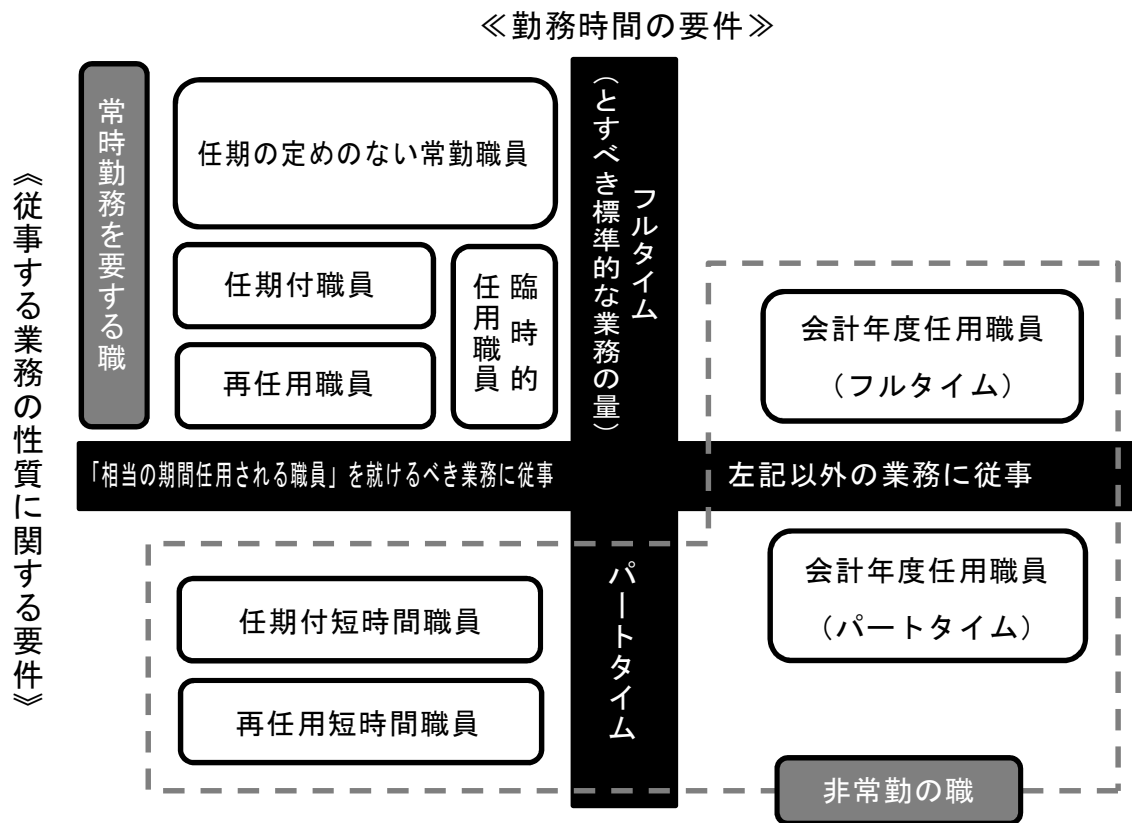 ≪勤務時間の要件≫
《従事する業務の性質に関する要件》
常時勤務を要する職
任期の定めのない常勤職員
任期付職員
再任用職員
臨時的
任用職員
フルタイム
（とすべき標準的な業務の量）
会計年度任用職員
（フルタイム）
「相当の期間任用される職員」を就けるべき業務に従事
左記以外の業務に従事
任期付短時間職員
再任用短時間職員
パートタイム
会計年度任用職員
（パートタイム）
非常勤の職